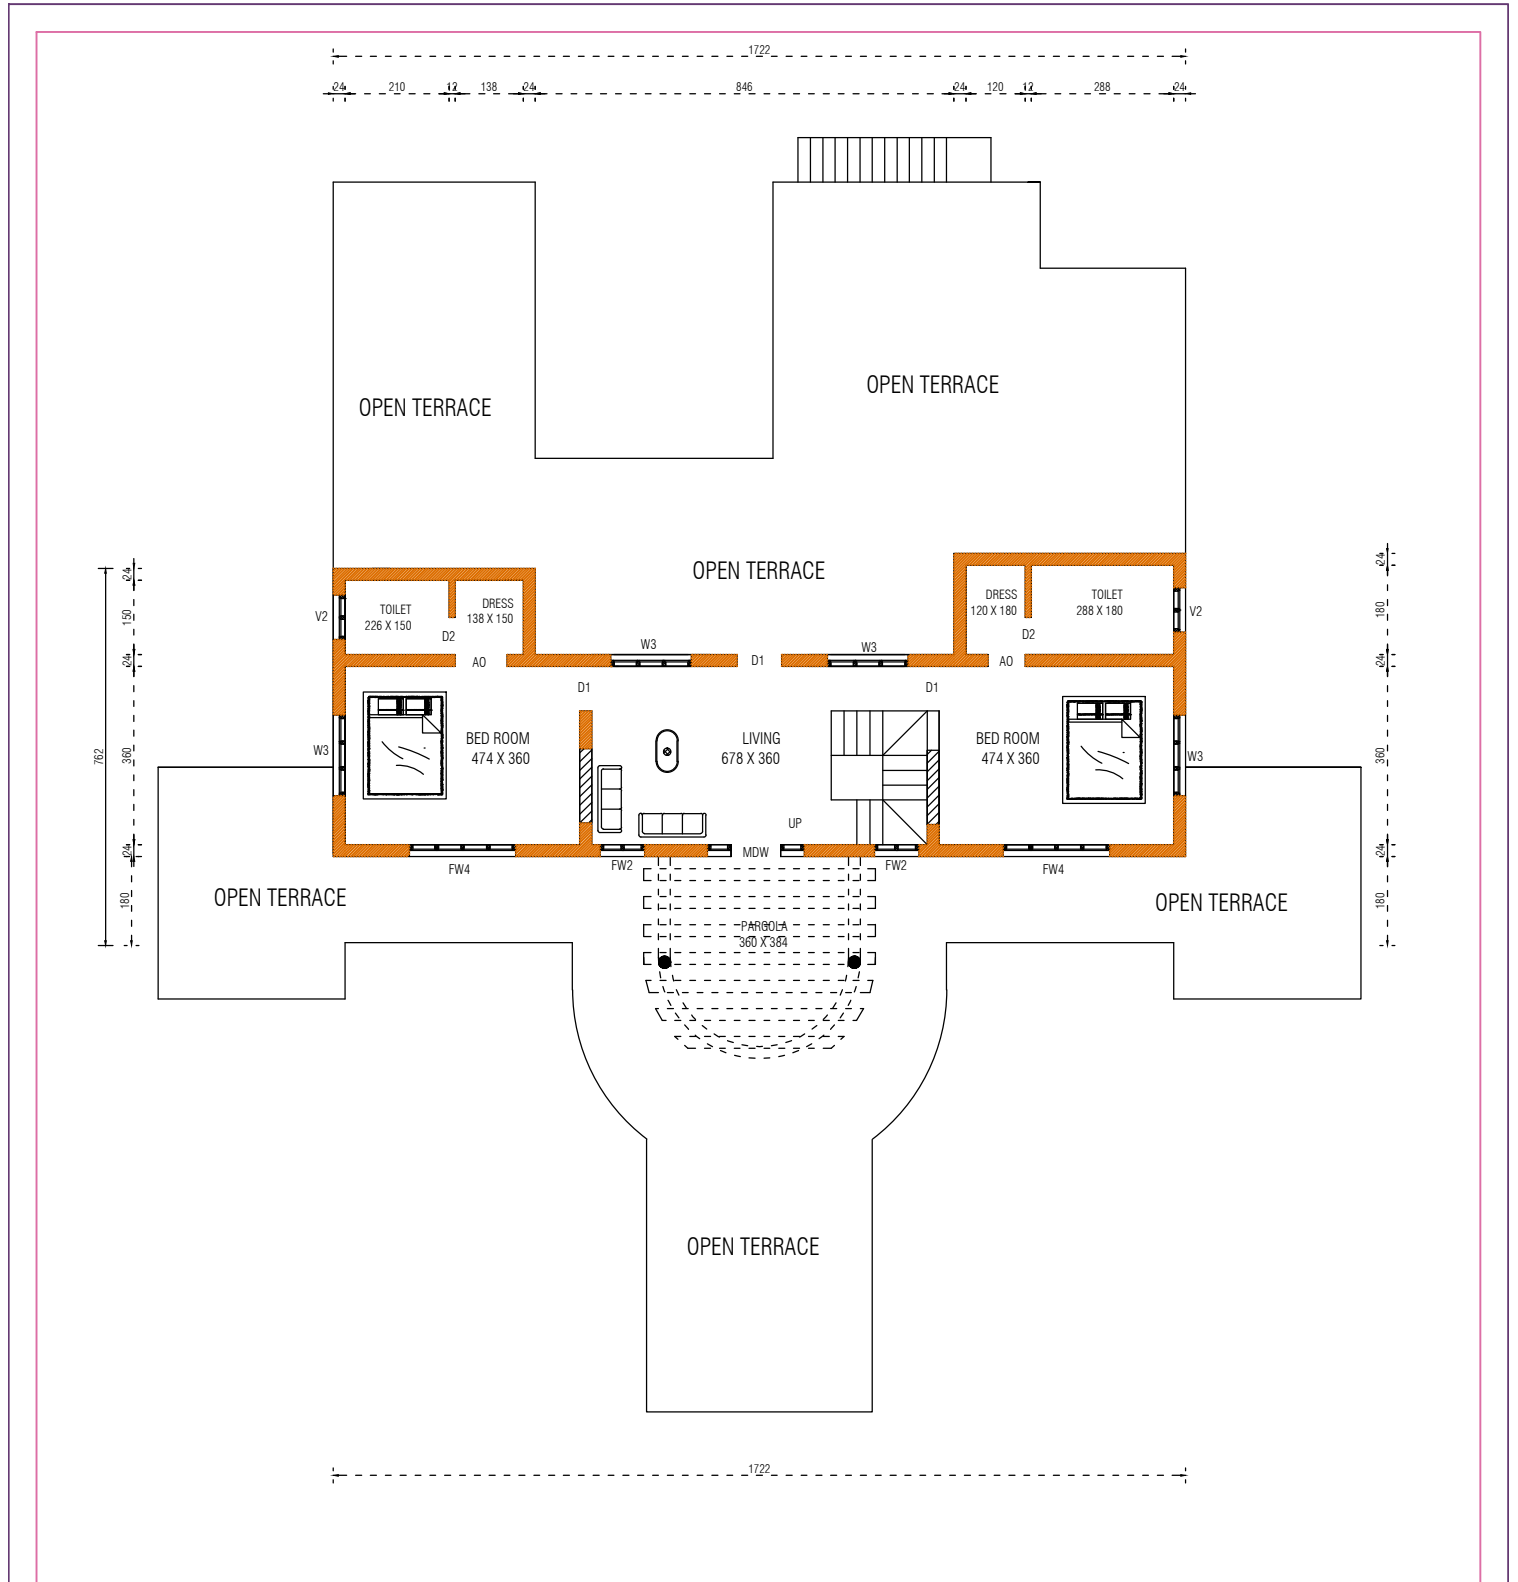 1722
24
210
12
138
24
846
24
120
12
288
24
OPEN TERRACE
OPEN TERRACE
OPEN TERRACE
24
150
24
360
24
180
762
24
180
24
360
24
180
V2
TOILET
226 X 150
DRESS
138 X 150
D2
AO
W3
D1
W3
DRESS
120 X 180
TOILET
288 X 180
D2
AO
V2
D1
D1
W3
BED ROOM
474 X 360
LIVING
678 X 360
BED ROOM
474 X 360
W3
UP
FW4
FW2
MDW
FW2
FW4
OPEN TERRACE
PARGOLA
360 X 384
OPEN TERRACE
OPEN TERRACE
1722